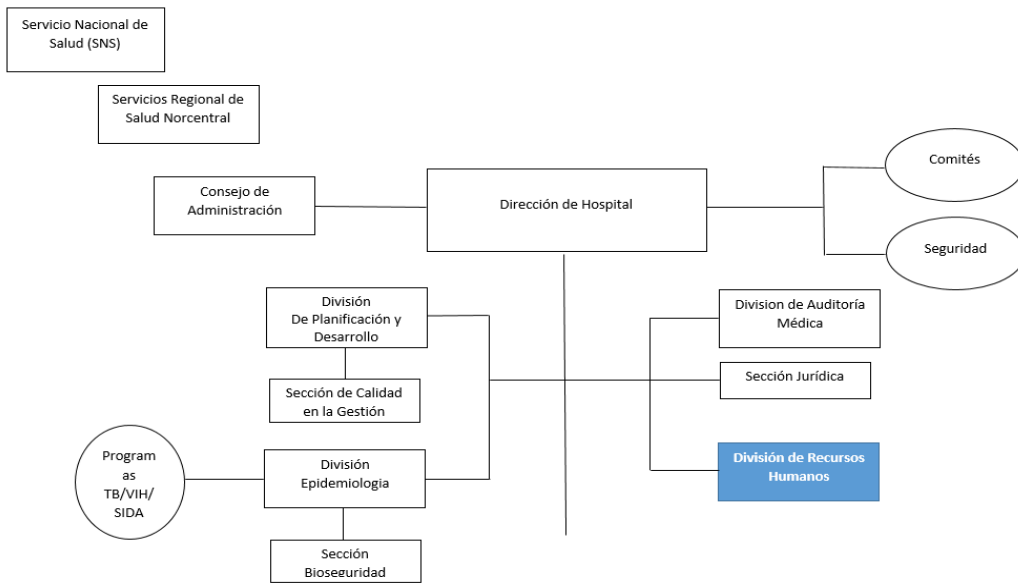 Servicio Nacional de
Salud (SNS)
Servicios Regional de
Salud Norcentral
Consejo de
Administración
Dirección de Hospital
Comités
Seguridad
División
De Planificación y
Desarrollo
Sección de Calidad
en la Gestión
Program
as
TB/VIH/
SIDA
División
Epidemiologia
Sección
Bioseguridad
Division de Auditoría
Médica
Sección Jurídica
División de Recursos
Humanos